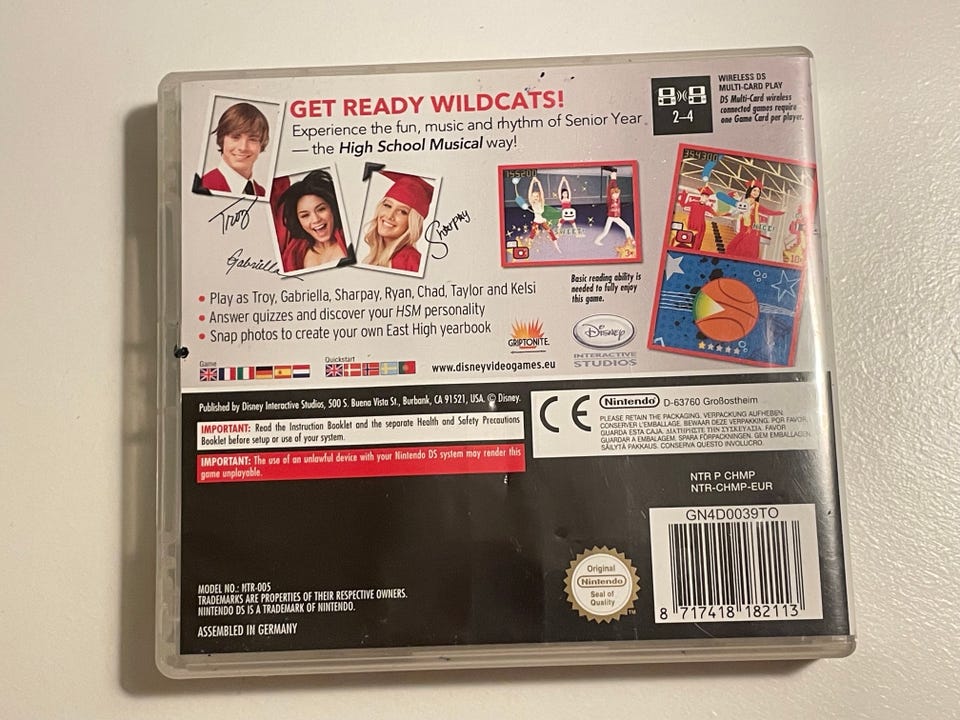 GET READY WILDCATS!
Experience the fun, music and rhythm of Senior Year
— the High School Musical way!
WIRELESS DS
MULTI-CARD PLAY
DS Multi-Card wireless
connected games require
one Game Card per player.
2–4
Troy
Gabriella
Sharpay
155200
SWEET!
3x
354300
NICE!
10x
• Play as Troy, Gabriella, Sharpay, Ryan, Chad, Taylor and Kelsi
• Answer quizzes and discover your HSM personality
• Snap photos to create your own East High yearbook
Basic reading ability is
needed to fully enjoy
this game.
GRIPTONITE
Disney
INTERACTIVE
STUDIOS
Game
Quickstart
www.disneyvideogames.eu
Published by Disney Interactive Studios, 500 S. Buena Vista St., Burbank, CA 91521, USA. © Disney.
IMPORTANT: Read the Instruction Booklet and the separate Health and Safety Precautions
Booklet before setup or use of your system.
IMPORTANT: The use of an unlawful device with your Nintendo DS system may render this
game unplayable.
CE
Nintendo D-63760 Großostheim
PLEASE RETAIN THE PACKAGING. VERPACKUNG AUFHEBEN.
CONSERVER L'EMBALLAGE. BEWAAR DEZE VERPAKKING. POR FAVOR,
GUARDA ESTA CAJA. ΔΙΑΤΗΡΗΣΤΕ ΤΗ ΣΥΣΚΕΥΑΣΙΑ. FAVOR
GUARDAR A EMBALAGEM. SPARA FÖRPACKNINGEN. GEM EMBALLAGEN.
SÄILYTÄ PAKKAUS. CONSERVA QUESTO INVOLUCRO.
NTR P CHMP
NTR-CHMP-EUR
GN4D0039TO
8 717418 182113
Original
Nintendo
Seal of
Quality
TM
MODEL NO.: NTR-005
TRADEMARKS ARE PROPERTIES OF THEIR RESPECTIVE OWNERS.
NINTENDO DS IS A TRADEMARK OF NINTENDO.
ASSEMBLED IN GERMANY